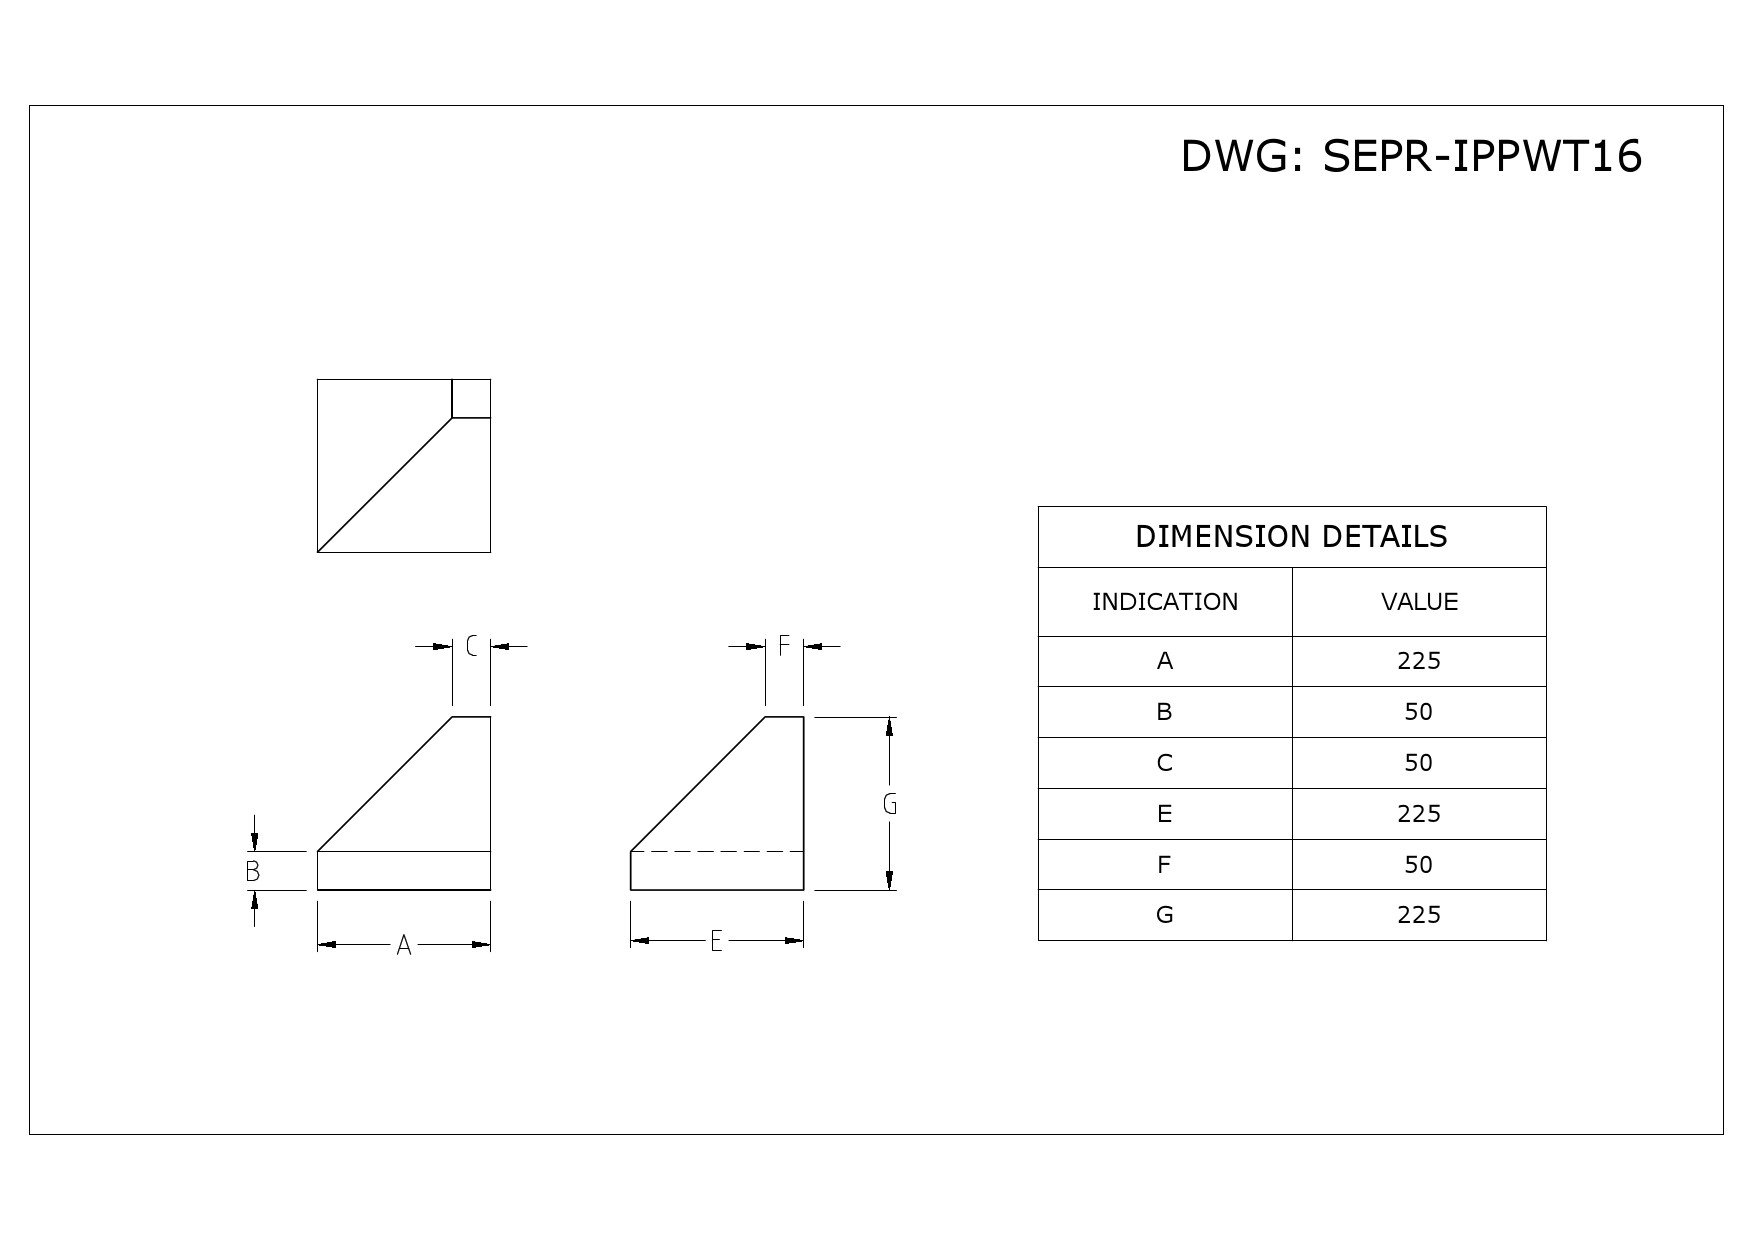 DWG: SEPR-IPPWT16
C
F
G
B
A
E
DIMENSION DETAILS
INDICATION VALUE
A 225
B 50
C 50
E 225
F 50
G 225